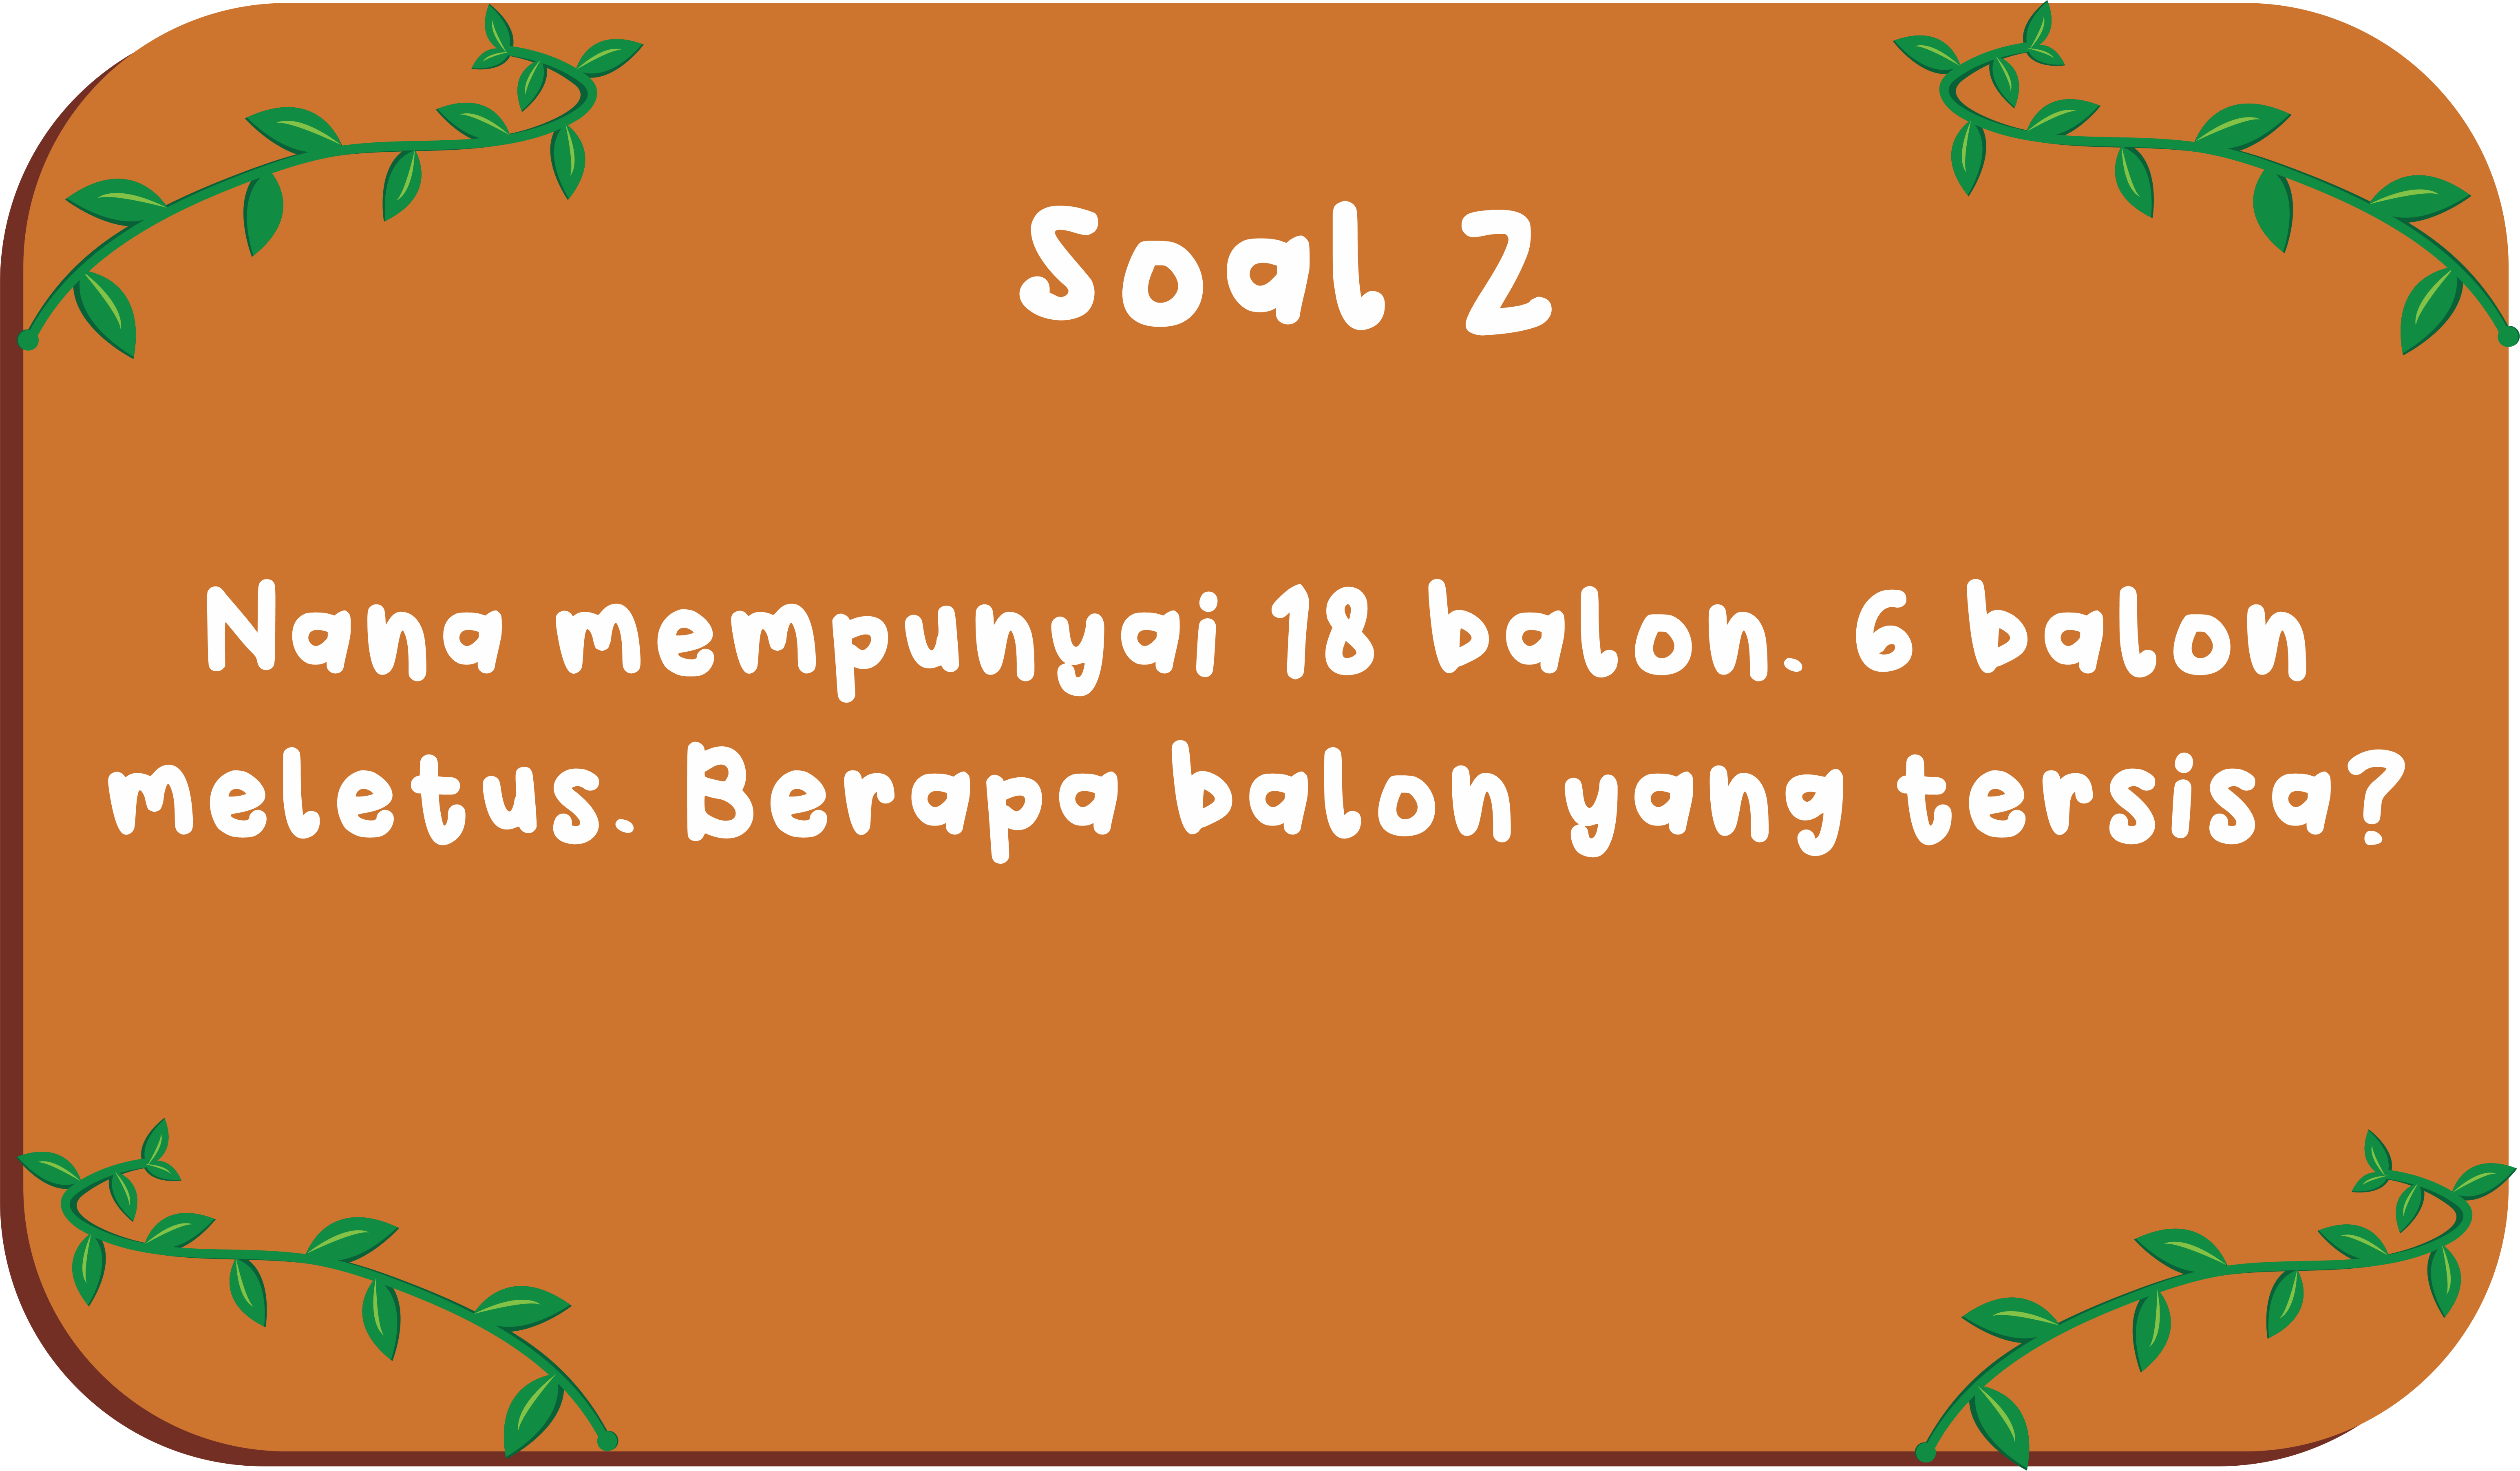 Soal 2
Nana mempunyai 18 balon. 6 balon
meletus. Berapa balon yang tersisa?